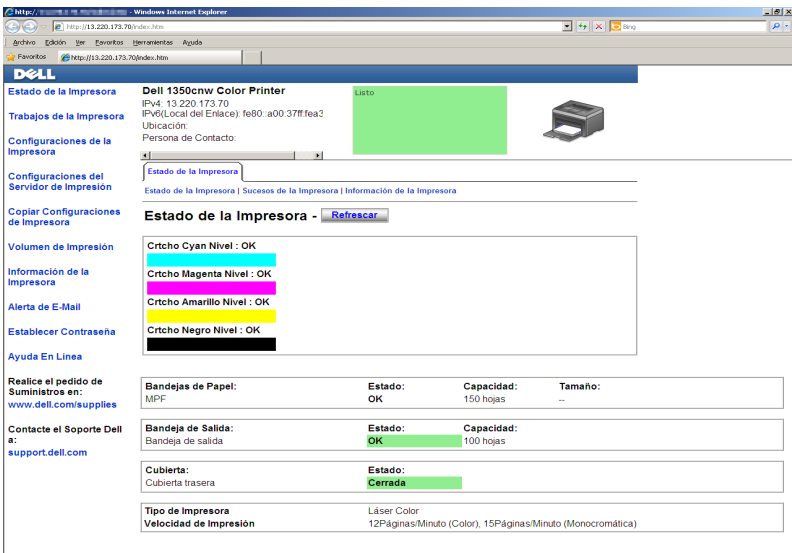 http:// - Windows Internet Explorer
http://13.220.173.70/index.htm
Bing
Archivo Edición Ver Favoritos Herramientas Ayuda
Favoritos http://13.220.173.70/index.htm
DELL
Estado de la Impresora
Trabajos de la Impresora
Configuraciones de la
Impresora
Configuraciones del
Servidor de Impresión
Copiar Configuraciones
de Impresora
Volumen de Impresión
Información de la
Impresora
Alerta de E-Mail
Establecer Contraseña
Ayuda En Linea
Realice el pedido de
Suministros en:
www.dell.com/supplies
Contacte el Soporte Dell
a:
support.dell.com
Dell 1350cnw Color Printer
IPv4: 13.220.173.70
IPv6(Local del Enlace): fe80::a00:37ff:fea3
Ubicación:
Persona de Contacto:
Listo
Estado de la Impresora
Estado de la Impresora | Sucesos de la Impresora | Información de la Impresora
Estado de la Impresora - Refrescar
Crtcho Cyan Nivel : OK
Crtcho Magenta Nivel : OK
Crtcho Amarillo Nivel : OK
Crtcho Negro Nivel : OK
Bandejas de Papel: Estado: Capacidad: Tamaño:
MPF OK 150 hojas --
Bandeja de Salida: Estado: Capacidad:
Bandeja de salida OK 100 hojas
Cubierta: Estado:
Cubierta trasera Cerrada
Tipo de Impresora Láser Color
Velocidad de Impresión 12Páginas/Minuto (Color), 15Páginas/Minuto (Monocromática)